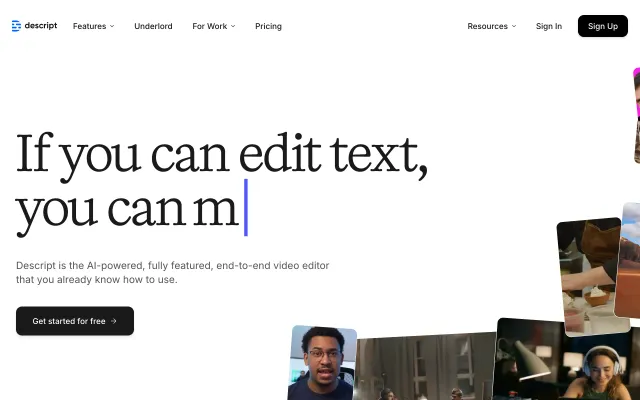 descript
Features
Underlord
For Work
Pricing
Resources
Sign In
Sign Up
If you can edit text,
you can m
Descript is the AI-powered, fully featured, end-to-end video editor
that you already know how to use.
Get started for free →